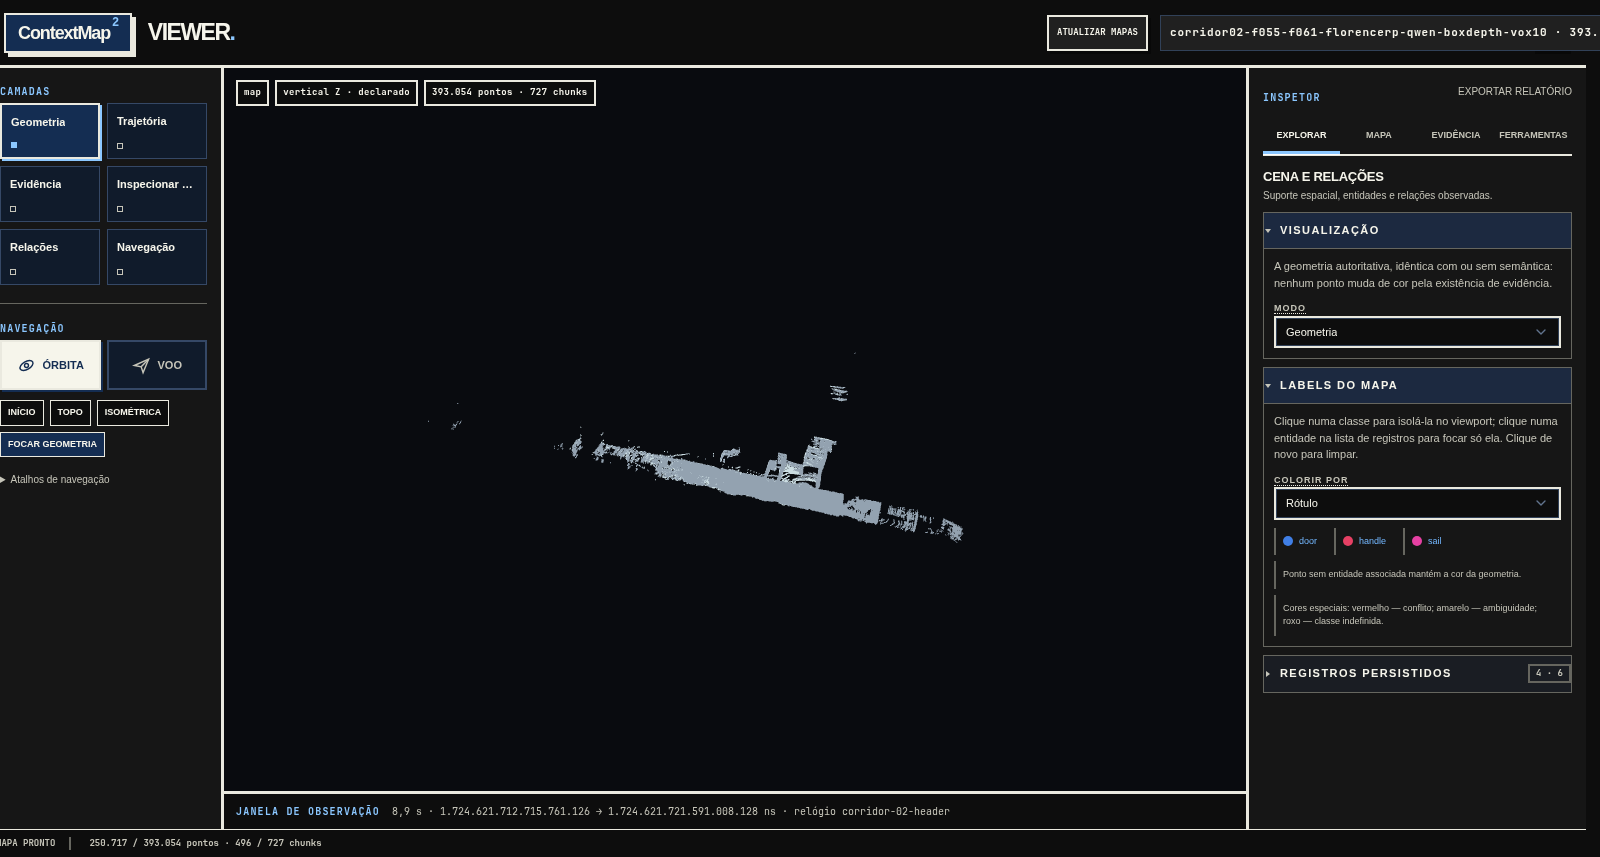 ContextMap 2 VIEWER.
ATUALIZAR MAPAS
corridor02-f055-f061-florencerp-qwen-boxdepth-vox10 · 393.
CAMADAS
Geometria
Trajetória
Evidência
Inspecionar ...
Relações
Navegação
NAVEGAÇÃO
ÓRBITA
VOO
INÍCIO
TOPO
ISOMÉTRICA
FOCAR GEOMETRIA
Atalhos de navegação
map
vertical Z · declarado
393.054 pontos · 727 chunks
JANELA DE OBSERVAÇÃO 8,9 s · 1.724.621.712.715.761.126 → 1.724.621.721.591.008.128 ns · relógio corridor-02-header
INSPETOR
EXPORTAR RELATÓRIO
EXPLORAR
MAPA
EVIDÊNCIA
FERRAMENTAS
CENA E RELAÇÕES
Suporte espacial, entidades e relações observadas.
VISUALIZAÇÃO
A geometria autoritativa, idêntica com ou sem semântica:
nenhum ponto muda de cor pela existência de evidência.
MODO
Geometria
LABELS DO MAPA
Clique numa classe para isolá-la no viewport; clique numa
entidade na lista de registros para focar só ela. Clique de
novo para limpar.
COLORIR POR
Rótulo
door
handle
sail
Ponto sem entidade associada mantém a cor da geometria.
Cores especiais: vermelho — conflito; amarelo — ambiguidade;
roxo — classe indefinida.
REGISTROS PERSISTIDOS
4 · 6
APA PRONTO
250.717 / 393.054 pontos · 496 / 727 chunks